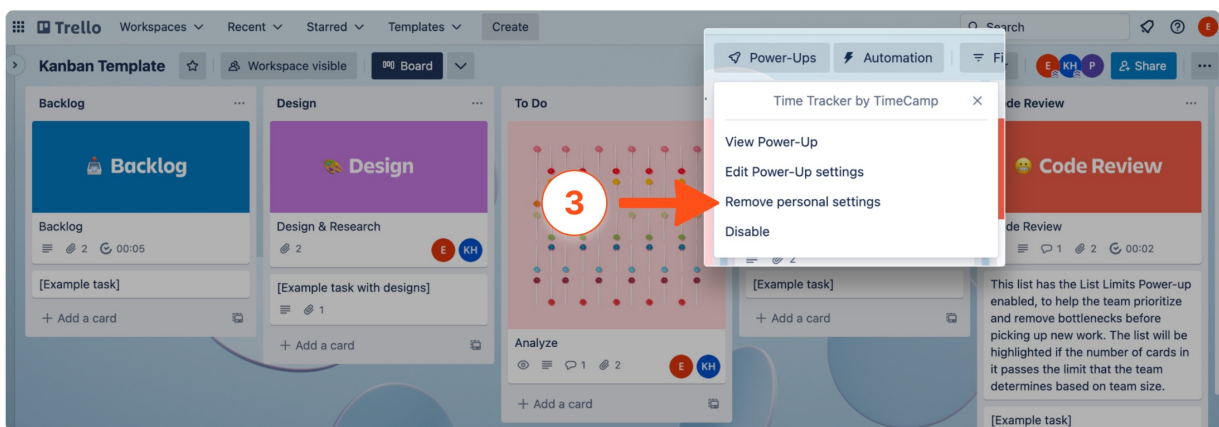 Trello Workspaces Recent Starred Templates Create Search
Kanban Template Workspace visible Board Power-Ups Automation Fi E KH P Share
Time Tracker by TimeCamp
View Power-Up
Edit Power-Up settings
Remove personal settings
Disable
3
Backlog
Backlog
Backlog
2 00:05
[Example task]
+ Add a card
Design
Design
Design & Research
2 E KH
[Example task with designs]
1
+ Add a card
To Do
Analyze
1 2 E KH
+ Add a card
2
[Example task]
+ Add a card
de Review
Code Review
de Review
1 2 00:02
This list has the List Limits Power-up
enabled, to help the team prioritize
and remove bottlenecks before
picking up new work. The list will be
highlighted if the number of cards in
it passes the limit that the team
determines based on team size.
[Example task]